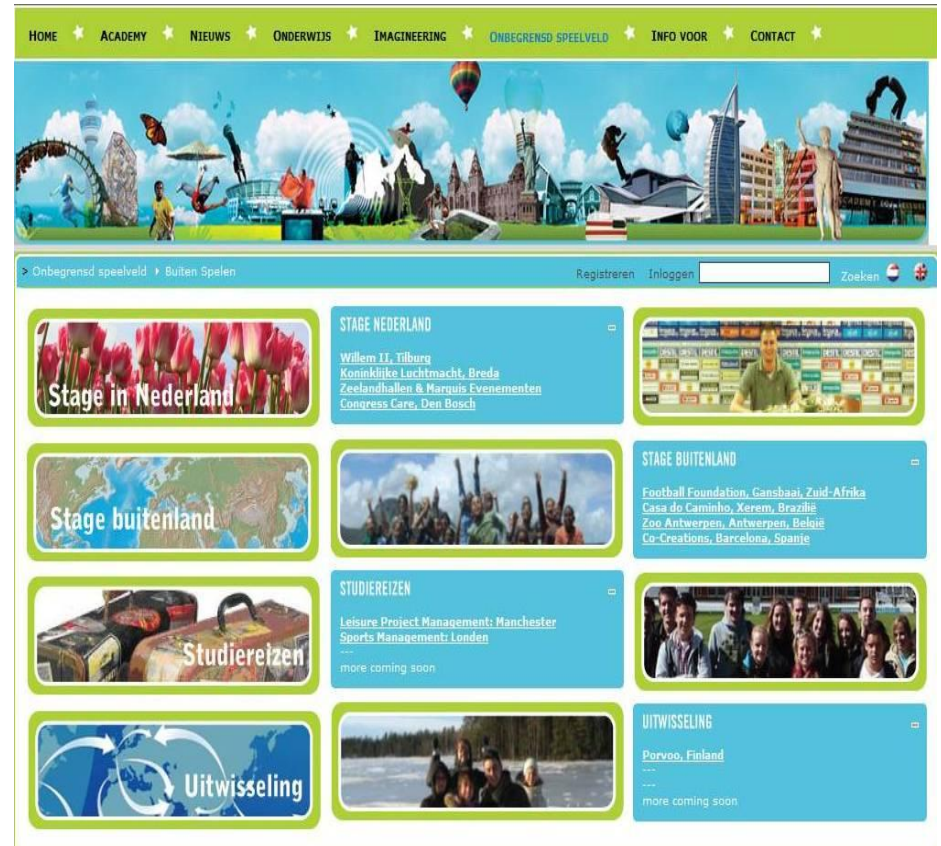 HOME ACADEMY NIEUWS ONDERWIJS IMAGINEERING ONBEGRENSD SPEELVELD INFO VOOR CONTACT
> Onbegrensd speelveld Buiten Spelen Registreren Inloggen Zoeken
Stage in Nederland
STAGE NEDERLAND
Willem II, Tilburg
Koninklijke Luchtmacht, Breda
Zeelandhallen & Marquis Evenementen
Congress Care, Den Bosch
Stage buitenland
STAGE BUITENLAND
Football Foundation, Gansbaai, Zuid-Afrika
Casa do Caminho, Xerem, Brazilië
Zoo Antwerpen, Antwerpen, België
Co-Creations, Barcelona, Spanje
Studiereizen
STUDIEREIZEN
Leisure Project Management: Manchester
Sports Management: Londen
---
more coming soon
Uitwisseling
UITWISSELING
Porvoo, Finland
---
---
more coming soon